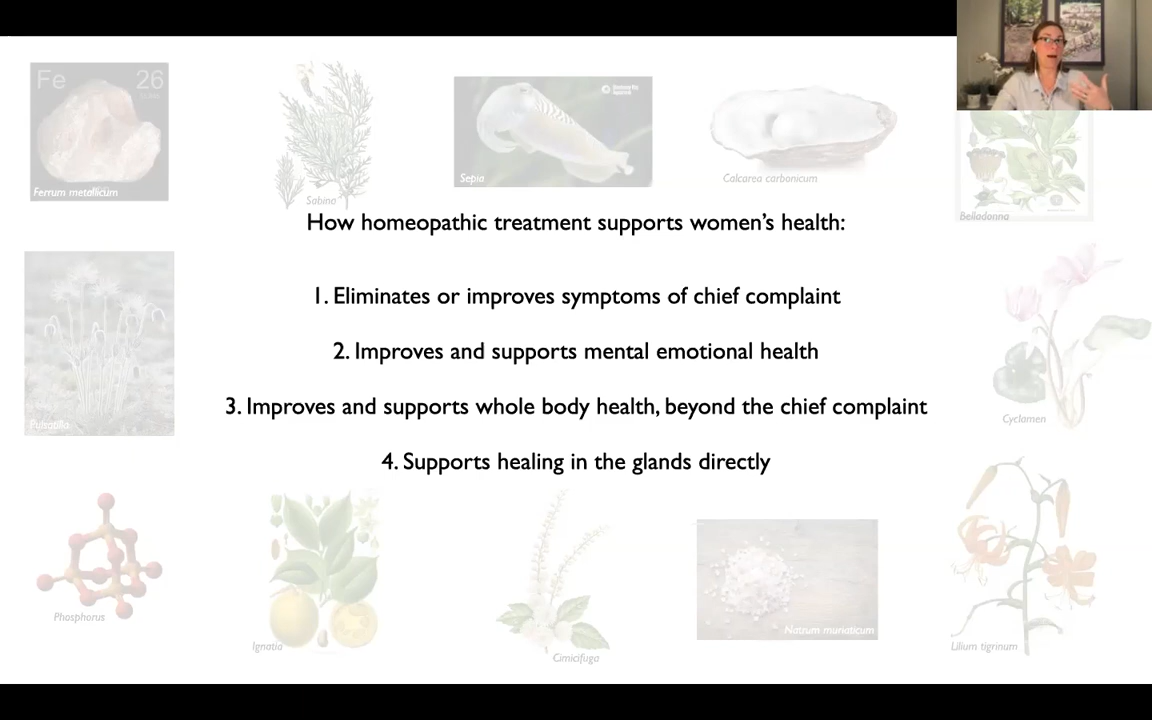 Fe 26
Ferrum metallicum
Sabina
Sepia
Calcarea carbonicum
Belladonna
How homeopathic treatment supports women's health:
1. Eliminates or improves symptoms of chief complaint
2. Improves and supports mental emotional health
3. Improves and supports whole body health, beyond the chief complaint
4. Supports healing in the glands directly
Pulsatilla
Cyclamen
Phosphorus
Ignatia
Cimicifuga
Natrum muriaticum
Lilium tigrinum